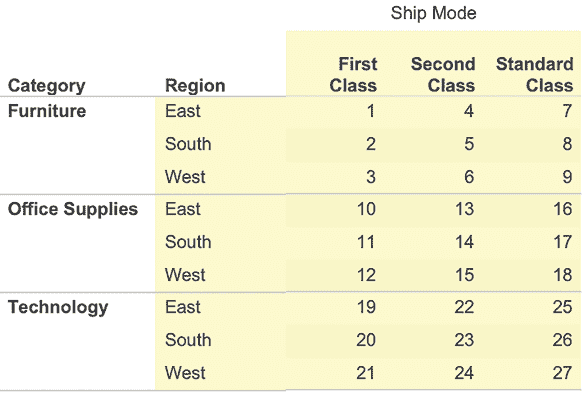 Ship Mode
First Second Standard
Category Region Class Class Class
Furniture East 1 4 7
South 2 5 8
West 3 6 9
Office Supplies East 10 13 16
South 11 14 17
West 12 15 18
Technology East 19 22 25
South 20 23 26
West 21 24 27